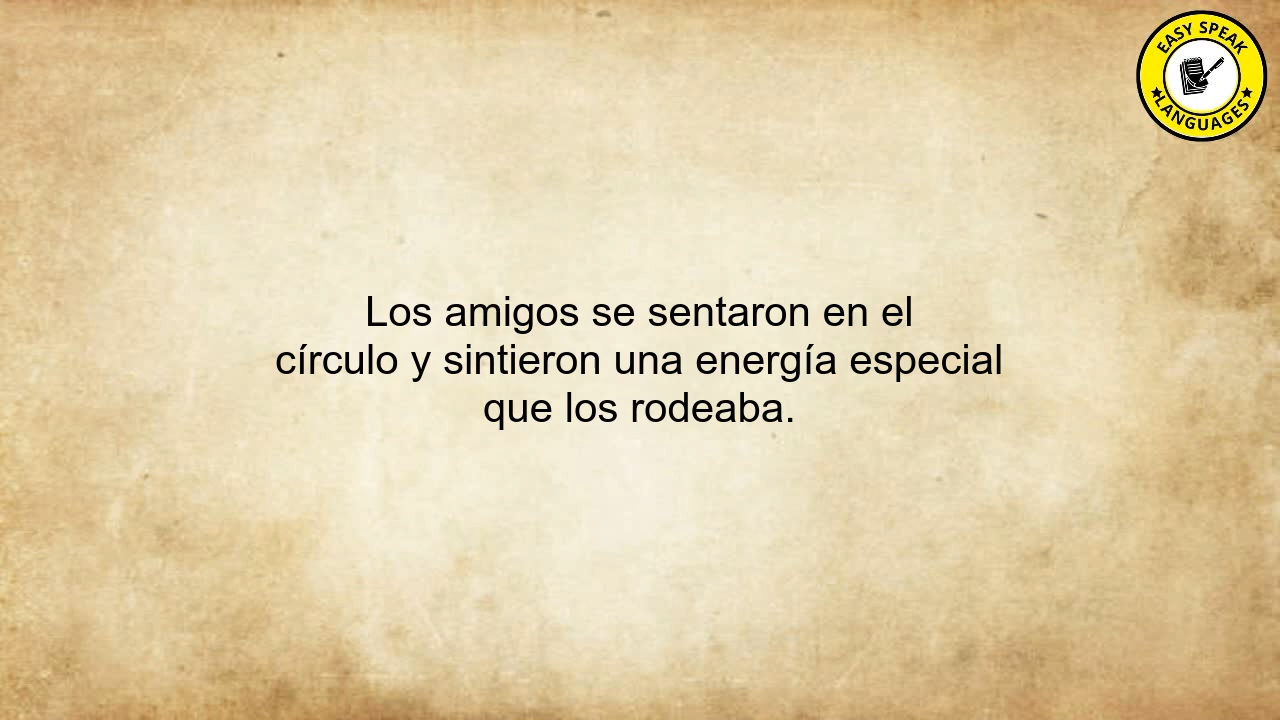 EASY SPEAK
LANGUAGES
Los amigos se sentaron en el
círculo y sintieron una energía especial
que los rodeaba.